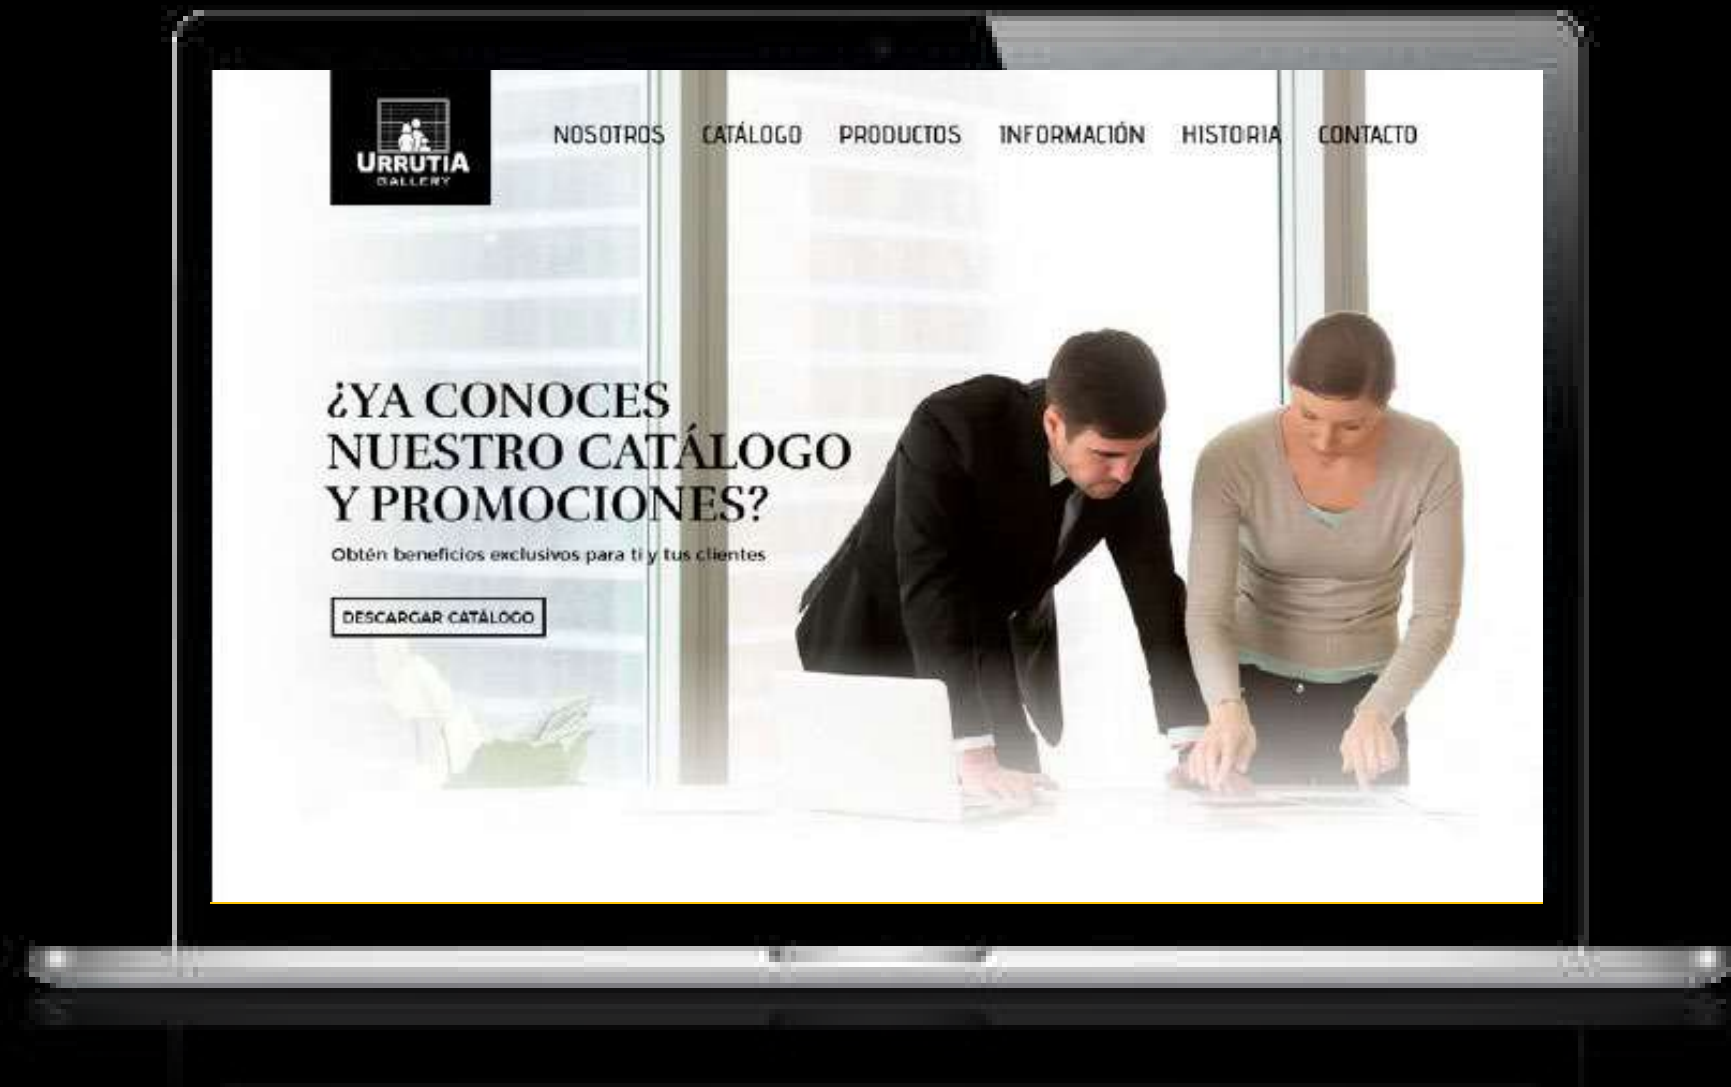 URRUTIA
GALLERY
NOSOTROS CATÁLOGO PRODUCTOS INFORMACIÓN HISTORIA CONTACTO
¿YA CONOCES
NUESTRO CATÁLOGO
Y PROMOCIONES?
Obtén beneficios exclusivos para ti y tus clientes
DESCARGAR CATÁLOGO